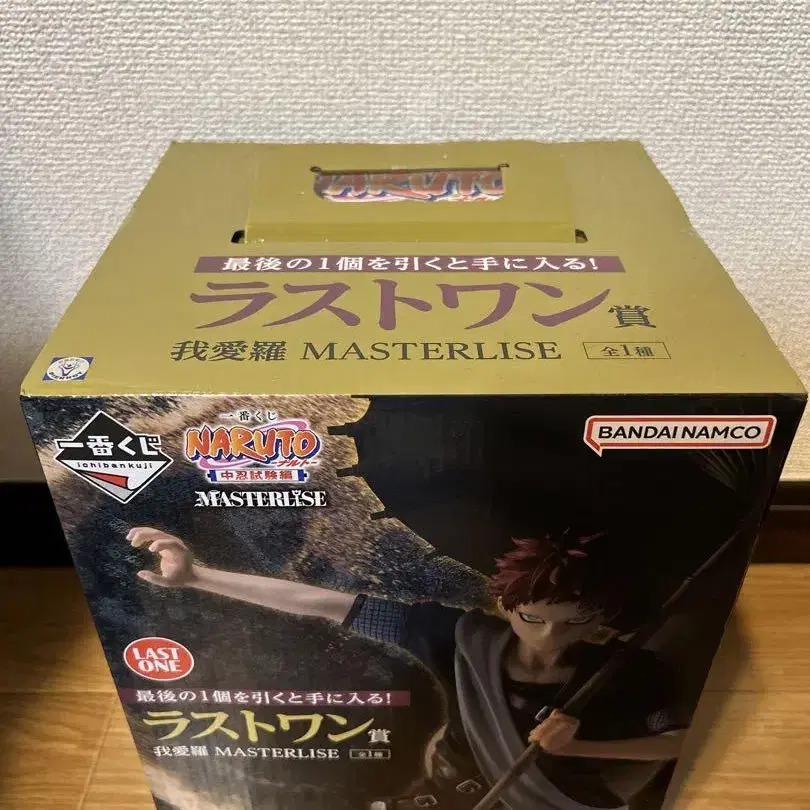 NARUTO
最後の1個を引くと手に入る!
ラストワン賞
我愛羅 MASTERLISE 全1種
一番くじ
ichibankuji
一番くじ
NARUTO
ナルトー
中忍試験編
MASTERLISE
BANDAI NAMCO
LAST
ONE
最後の1個を引くと手に入る!
ラストワン賞
我愛羅 MASTERLISE 全1種